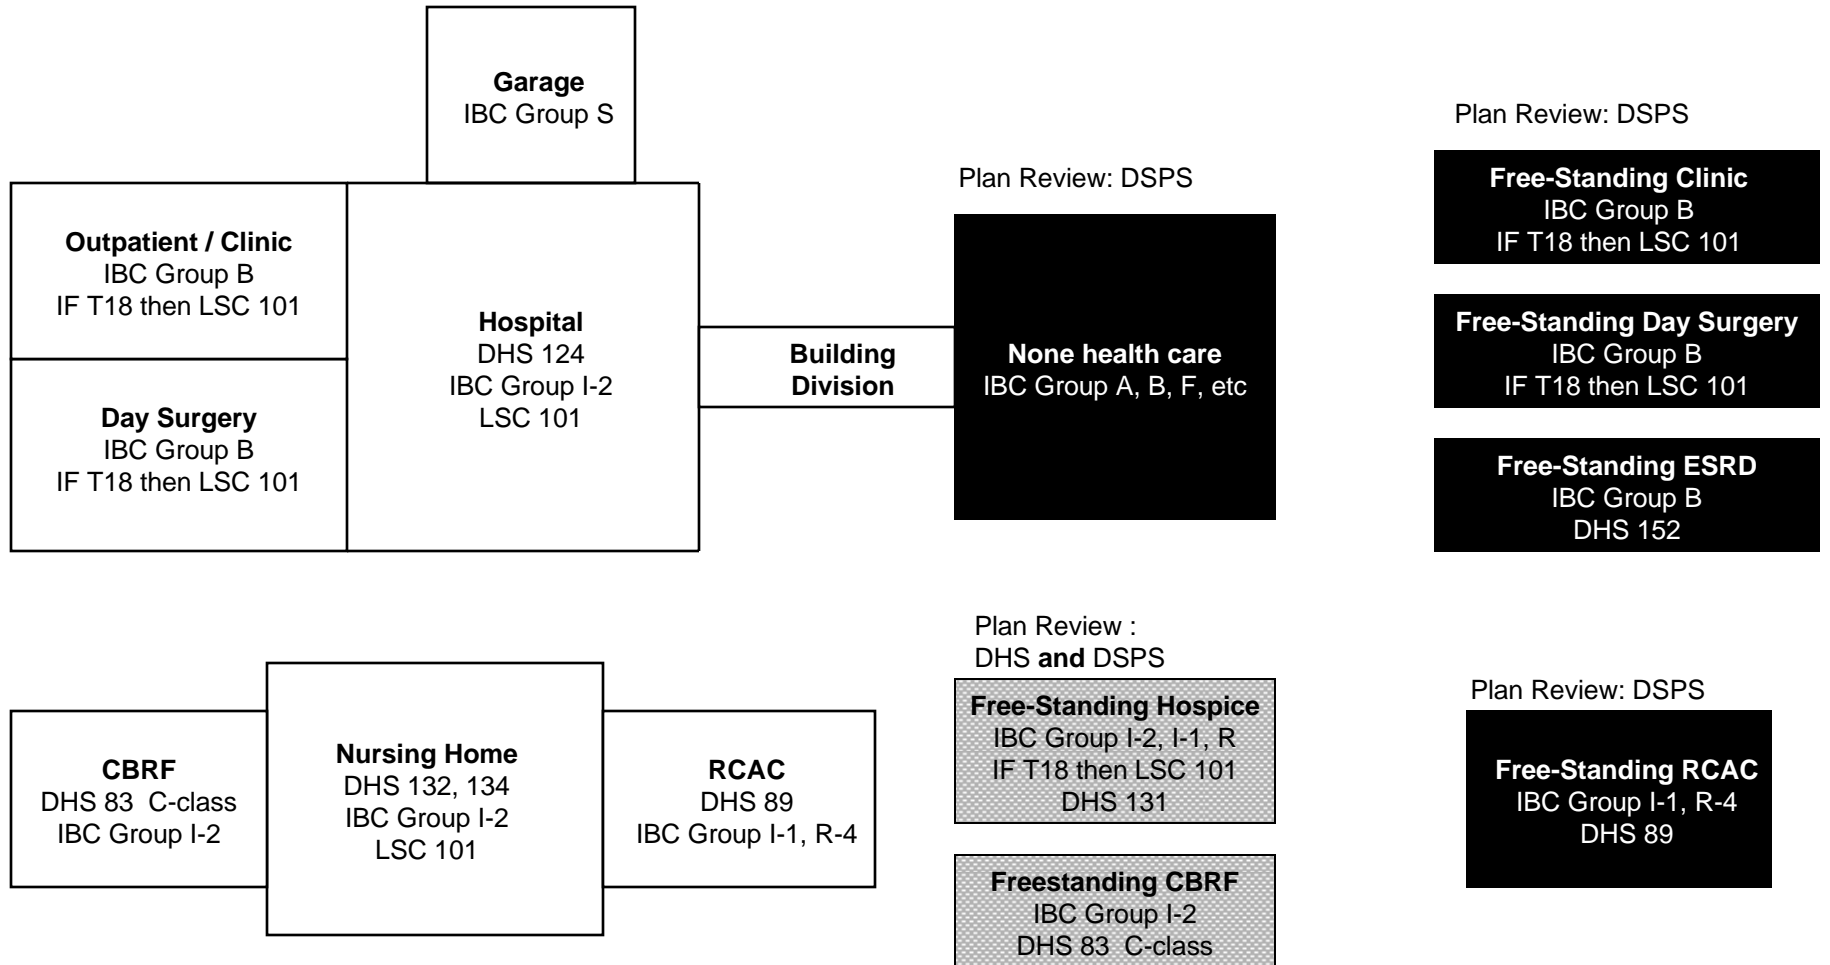 Garage
IBC Group S
Outpatient / Clinic
IBC Group B
IF T18 then LSC 101
Day Surgery
IBC Group B
IF T18 then LSC 101
Hospital
DHS 124
IBC Group I-2
LSC 101
Building
Division
Plan Review: DSPS
None health care
IBC Group A, B, F, etc
Plan Review: DSPS
Free-Standing Clinic
IBC Group B
IF T18 then LSC 101
Free-Standing Day Surgery
IBC Group B
IF T18 then LSC 101
Free-Standing ESRD
IBC Group B
DHS 152
CBRF
DHS 83  C-class
IBC Group I-2
Nursing Home
DHS 132, 134
IBC Group I-2
LSC 101
RCAC
DHS 89
IBC Group I-1, R-4
Plan Review :
DHS and DSPS
Free-Standing Hospice
IBC Group I-2, I-1, R
IF T18 then LSC 101
DHS 131
Freestanding CBRF
IBC Group I-2
DHS 83  C-class
Plan Review: DSPS
Free-Standing RCAC
IBC Group I-1, R-4
DHS 89